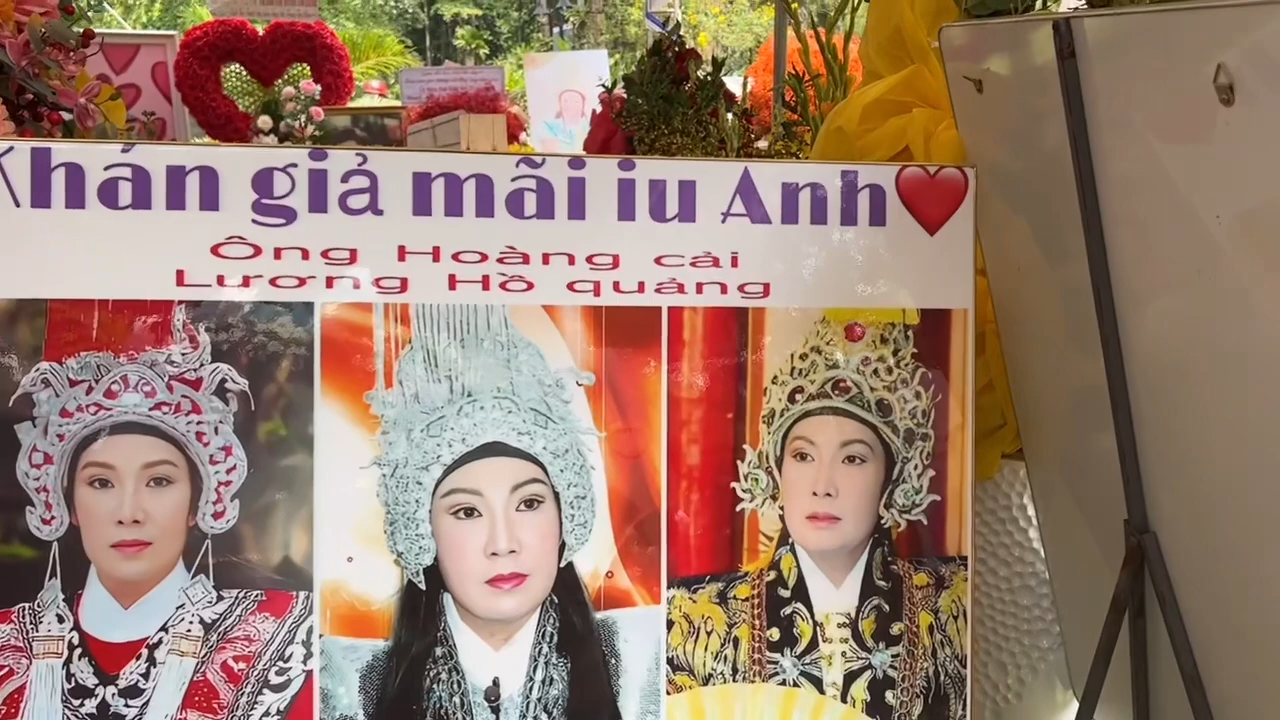 Khán giả mãi iu Anh
Ông Hoàng cải
Lương Hồ quảng